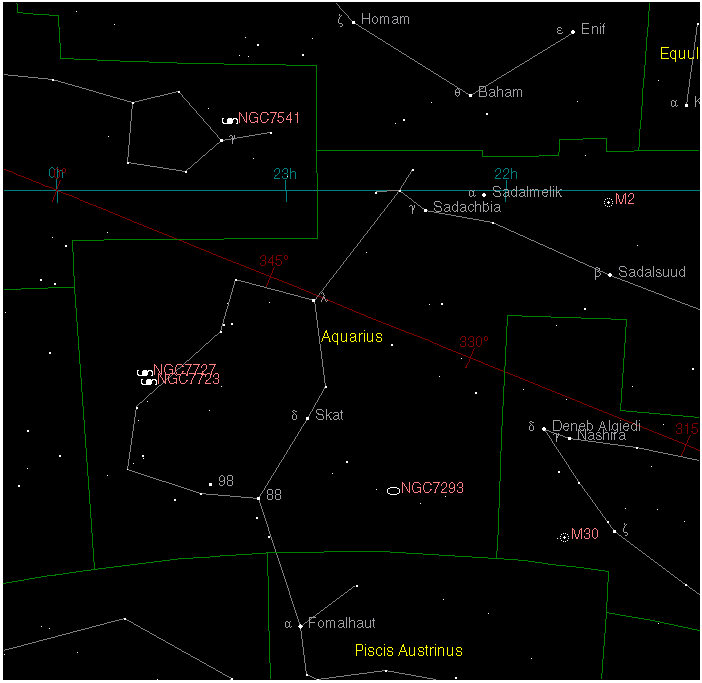 ζ Homam
ε Enif
Equul
θ Baham
α K
NGC7541
γ
0h
23h
22h
α Sadalmelik
M2
γ Sadachbia
345°
β Sadalsuud
λ
Aquarius
330°
NGC7727
NGC7723
δ Skat
δ Deneb Algiedi
γ Nashira
315
98
88
NGC7293
M30
ζ
α Fomalhaut
Piscis Austrinus